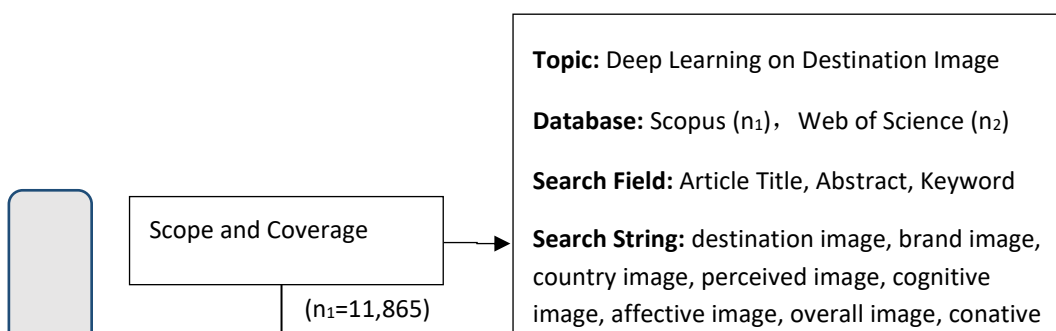 Topic: Deep Learning on Destination Image
Database: Scopus (n₁)， Web of Science (n₂)
Search Field: Article Title, Abstract, Keyword
Scope and Coverage
Search String: destination image, brand image,
country image, perceived image, cognitive
(n₁=11,865)
image, affective image, overall image, conative